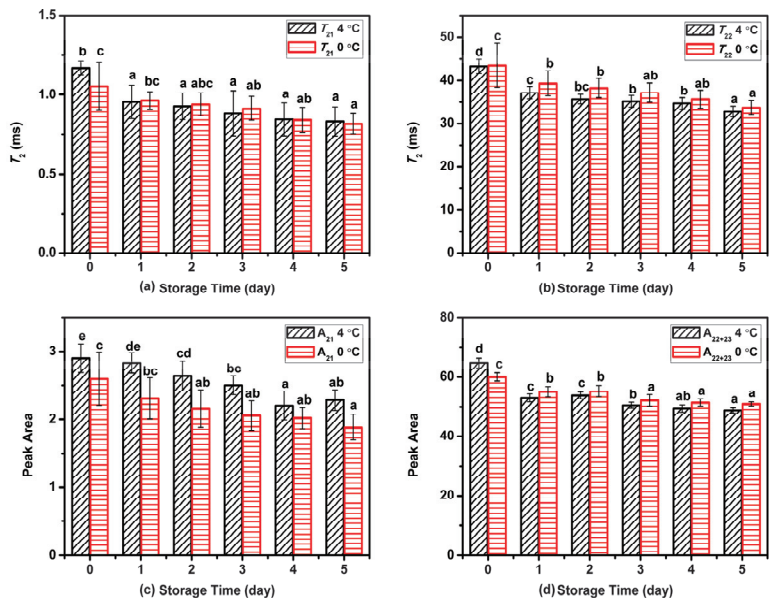 1.5
1.0
0.5
0.0
T2 (ms)
T21 4 °C
T21 0 °C
b c a bc a abc a ab a ab a a
0 1 2 3 4 5
(a) Storage Time (day)
50
40
30
20
10
0
T2 (ms)
T22 4 °C
T22 0 °C
d c c b bc b b ab b a a a
0 1 2 3 4 5
(b) Storage Time (day)
3
2
1
0
Peak Area
A21 4 °C
A21 0 °C
e c de bc cd ab bc ab a ab ab a
0 1 2 3 4 5
(c) Storage Time (day)
80
60
40
20
0
Peak Area
A22+23 4 °C
A22+23 0 °C
d c c b c b b a ab a a a
0 1 2 3 4 5
(d) Storage Time (day)